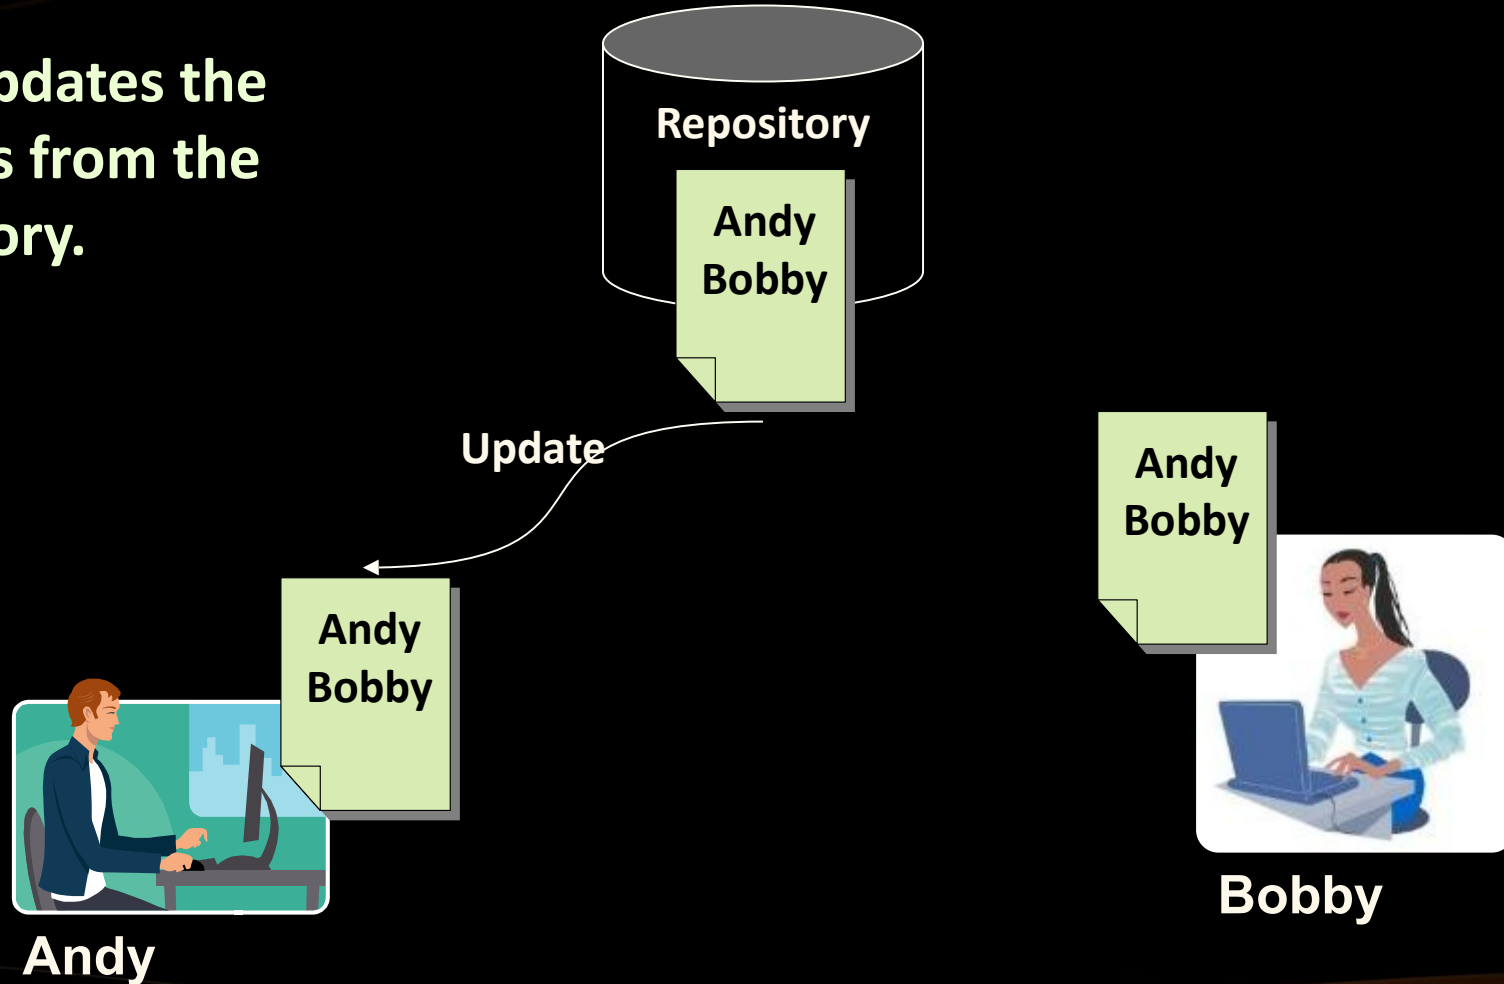 pdates the
s from the
ory.
Repository
Andy
Bobby
Update
Andy
Bobby
Andy
Bobby
Andy
Bobby